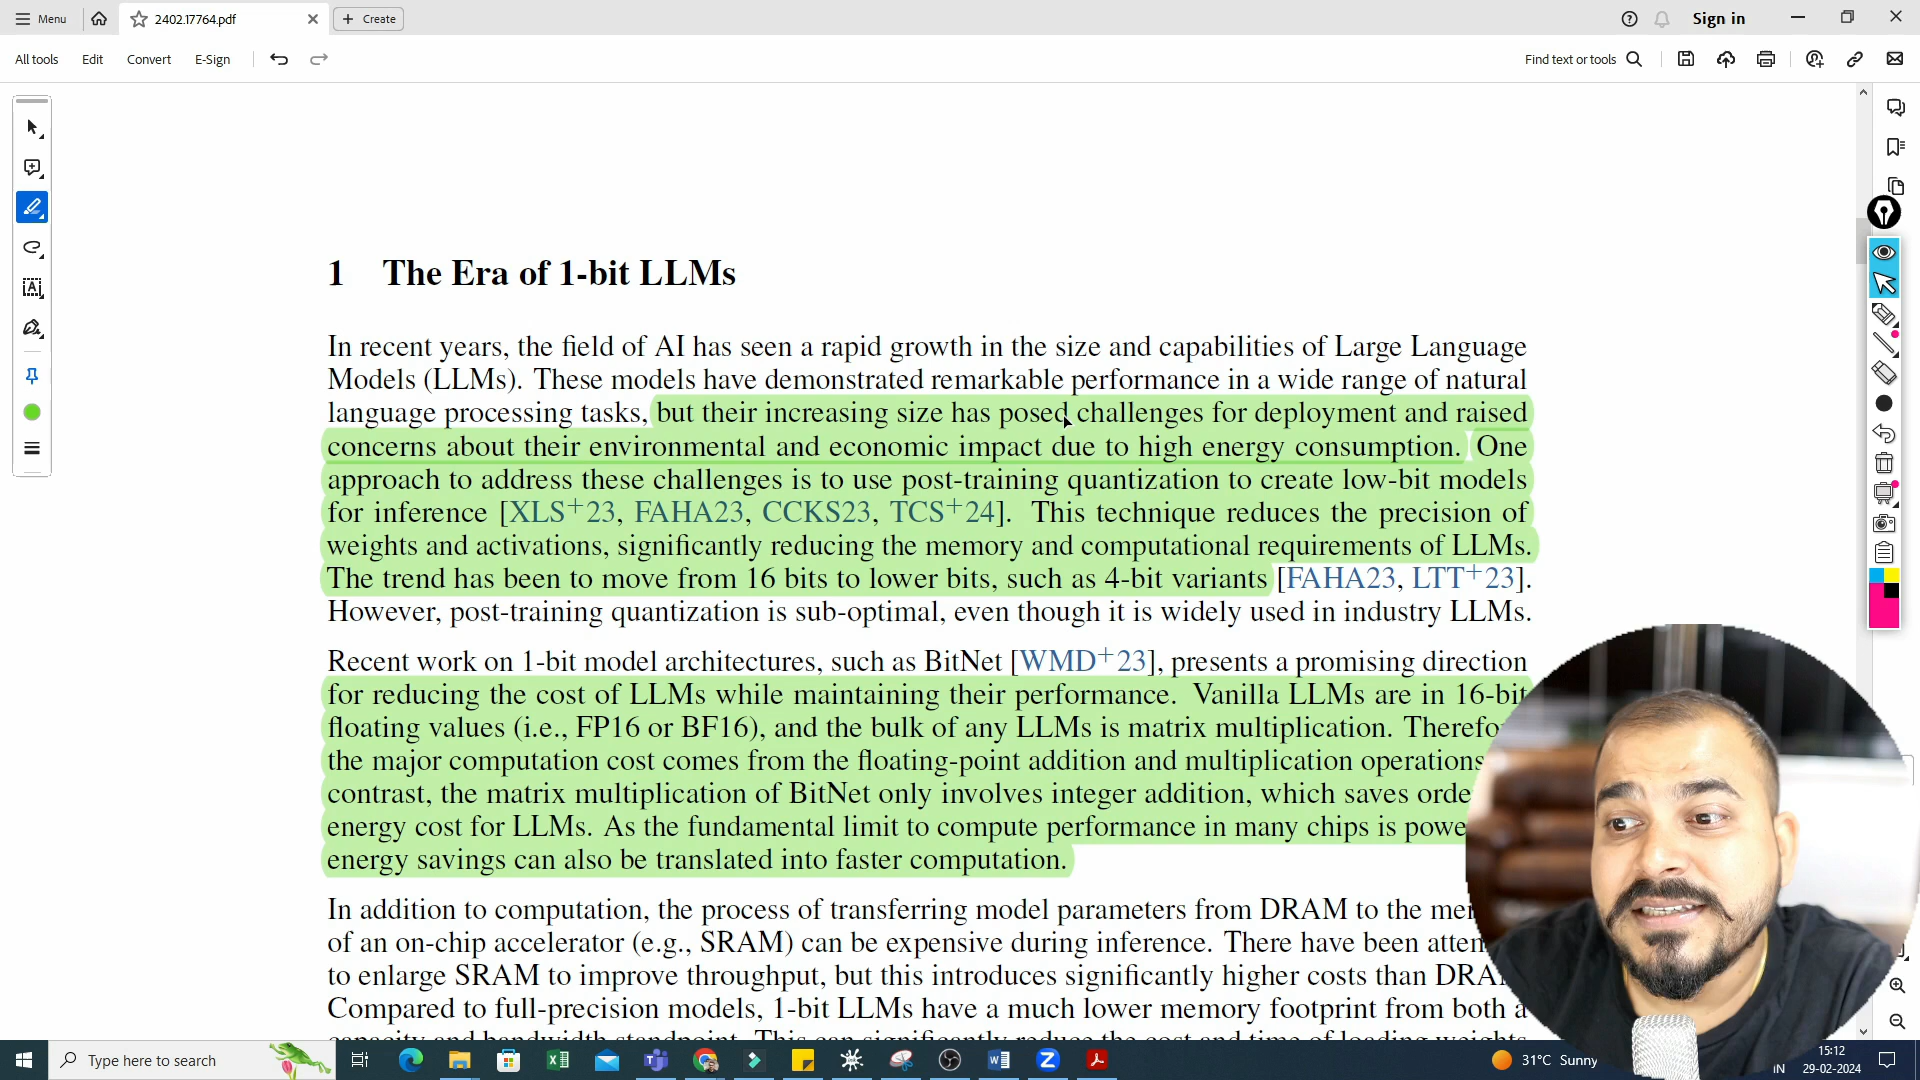 Menu
2402.17764.pdf
Create
Sign in
All tools
Edit
Convert
E-Sign
Find text or tools
1 The Era of 1-bit LLMs
In recent years, the field of AI has seen a rapid growth in the size and capabilities of Large Language
Models (LLMs). These models have demonstrated remarkable performance in a wide range of natural
language processing tasks, but their increasing size has posed challenges for deployment and raised
concerns about their environmental and economic impact due to high energy consumption. One
approach to address these challenges is to use post-training quantization to create low-bit models
for inference [XLS+23, FAHA23, CCKS23, TCS+24]. This technique reduces the precision of
weights and activations, significantly reducing the memory and computational requirements of LLMs.
The trend has been to move from 16 bits to lower bits, such as 4-bit variants [FAHA23, LTT+23].
However, post-training quantization is sub-optimal, even though it is widely used in industry LLMs.
Recent work on 1-bit model architectures, such as BitNet [WMD+23], presents a promising direction
for reducing the cost of LLMs while maintaining their performance. Vanilla LLMs are in 16-bit
floating values (i.e., FP16 or BF16), and the bulk of any LLMs is matrix multiplication. Therefo
the major computation cost comes from the floating-point addition and multiplication operations
contrast, the matrix multiplication of BitNet only involves integer addition, which saves orde
energy cost for LLMs. As the fundamental limit to compute performance in many chips is powe
energy savings can also be translated into faster computation.
In addition to computation, the process of transferring model parameters from DRAM to the mem
of an on-chip accelerator (e.g., SRAM) can be expensive during inference. There have been attem
to enlarge SRAM to improve throughput, but this introduces significantly higher costs than DRA
Compared to full-precision models, 1-bit LLMs have a much lower memory footprint from both a
capacity and bandwidth standpoint. This can significantly reduce the cost and time of loading weights
Type here to search
31°C Sunny
IN
15:12
29-02-2024